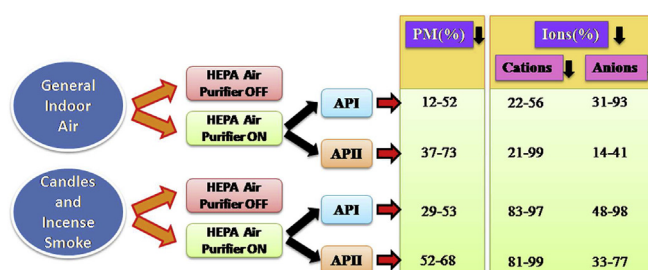 PM(%)
Ions(%)
Cations
Anions
General
Indoor
Air
HEPA Air
Purifier OFF
HEPA Air
Purifier ON
API
12-52
22-56
31-93
APII
37-73
21-99
14-41
Candles
and
Incense
Smoke
HEPA Air
Purifier OFF
HEPA Air
Purifier ON
API
29-53
83-97
48-98
APII
52-68
81-99
33-77